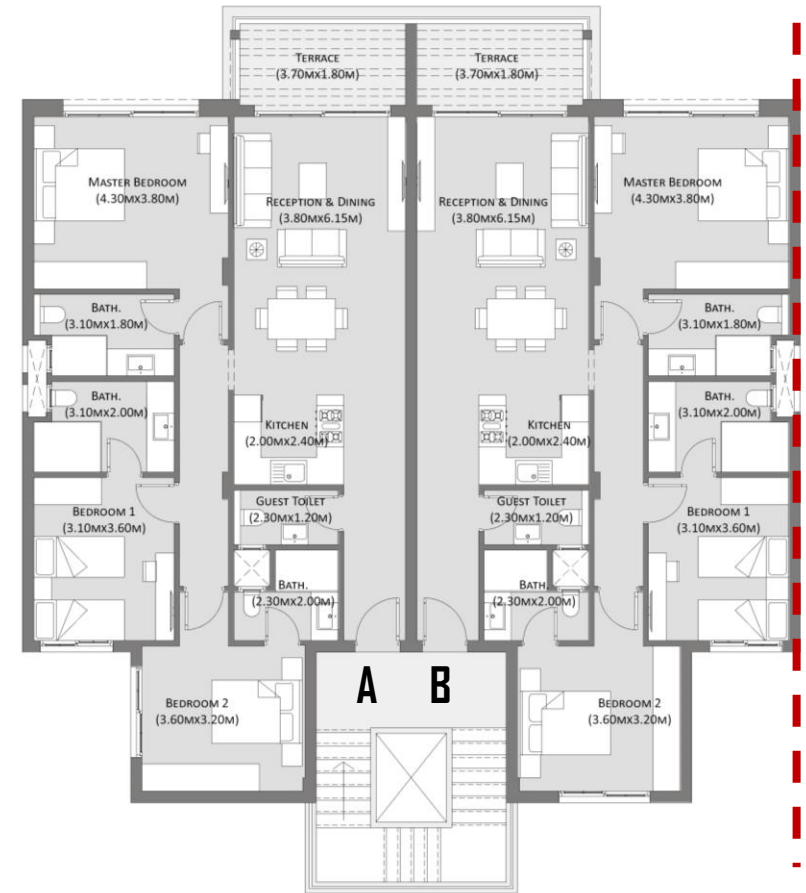 TERRACE
(3.70MX1.80M)
TERRACE
(3.70MX1.80M)
MASTER BEDROOM
(4.30MX3.80M)
RECEPTION & DINING
(3.80MX6.15M)
RECEPTION & DINING
(3.80MX6.15M)
MASTER BEDROOM
(4.30MX3.80M)
BATH.
(3.10MX1.80M)
BATH.
(3.10MX1.80M)
BATH.
(3.10MX2.00M)
BATH.
(3.10MX2.00M)
KITCHEN
(2.00MX2.40M)
KITCHEN
(2.00MX2.40M)
BEDROOM 1
(3.10MX3.60M)
GUEST TOILET
(2.30MX1.20M)
GUEST TOILET
(2.30MX1.20M)
BEDROOM 1
(3.10MX3.60M)
BATH.
(2.30MX2.00M)
BATH.
(2.30MX2.00M)
A B
BEDROOM 2
(3.60MX3.20M)
BEDROOM 2
(3.60MX3.20M)